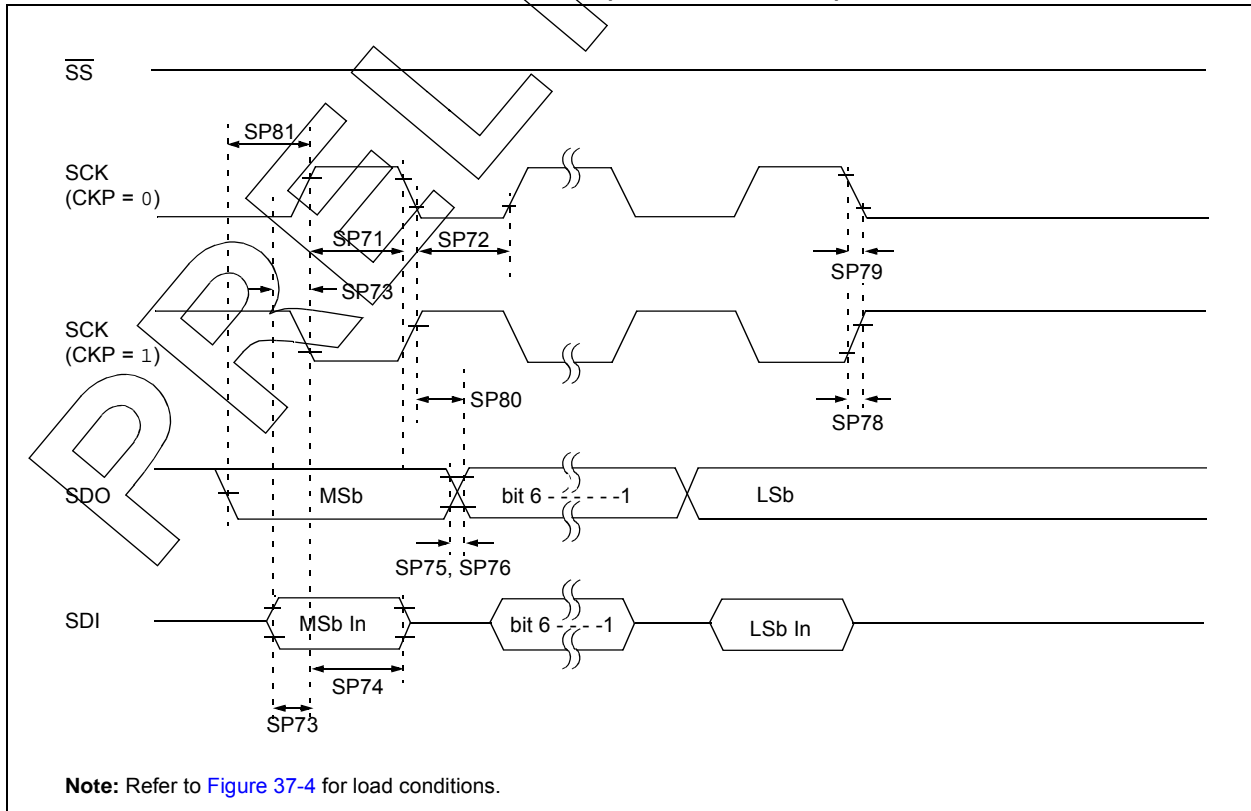 SS
SP81
SCK
(CKP = 0)
SP71
SP72
SP79
SP73
SCK
(CKP = 1)
SP80
SP78
SDO
MSb
bit 6 - - - - - -1
LSb
SP75, SP76
SDI
MSb In
bit 6 - - - -1
LSb In
SP74
SP73
Note: Refer to Figure 37-4 for load conditions.
PRELI